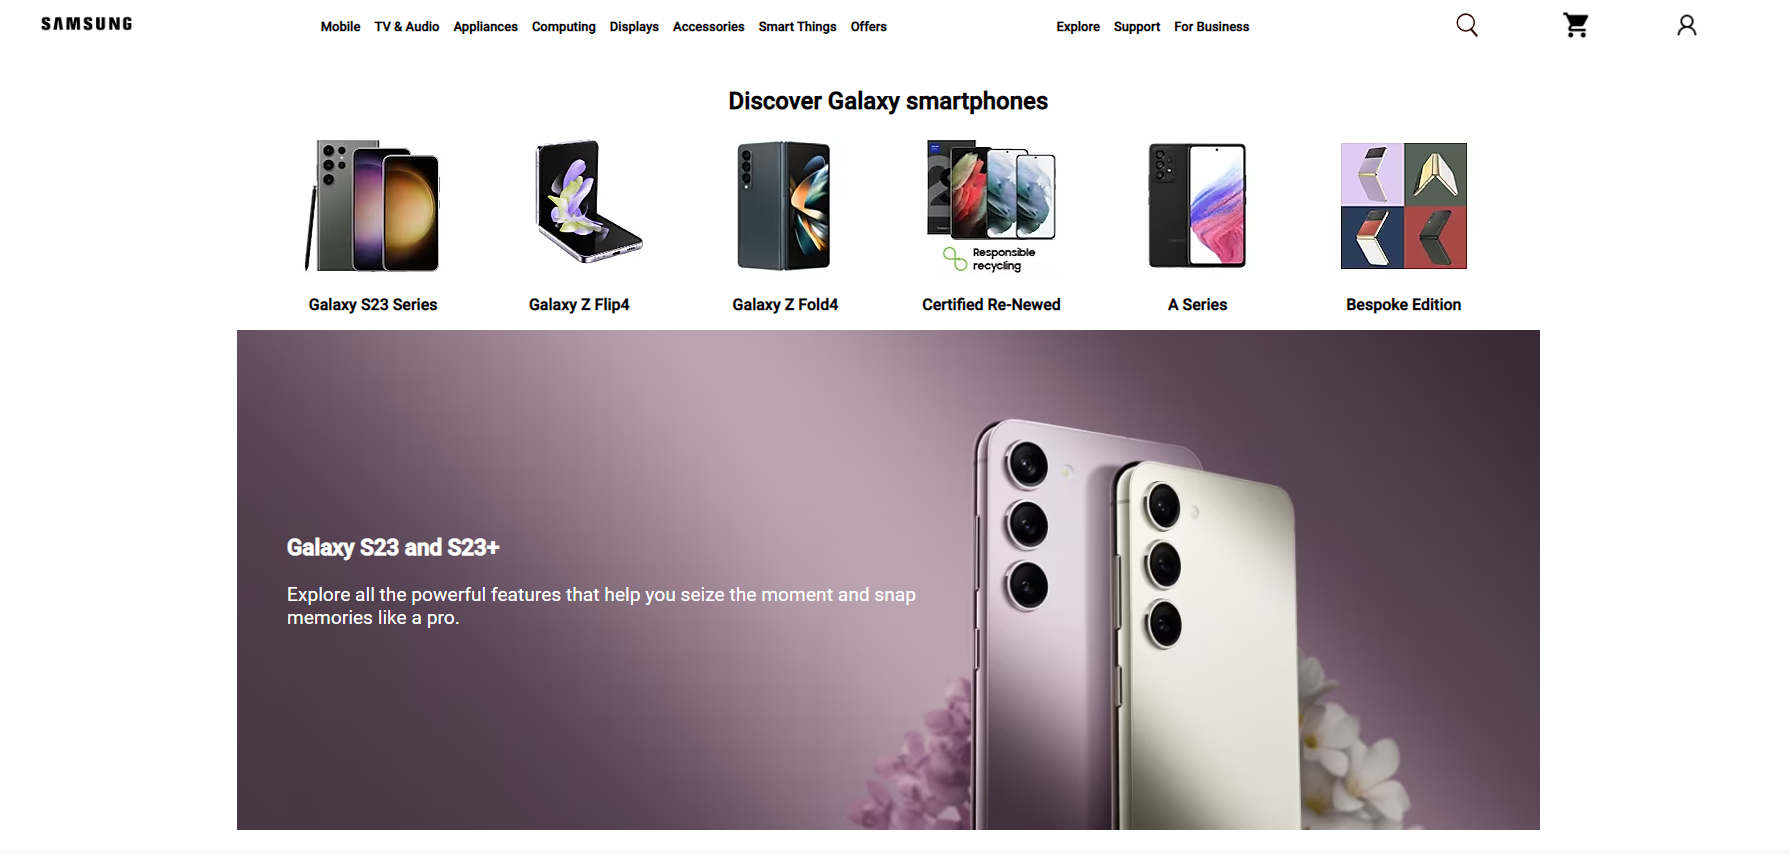 SAMSUNG
Mobile TV & Audio Appliances Computing Displays Accessories Smart Things Offers
Explore Support For Business
Discover Galaxy smartphones
Responsible
recycling
Galaxy S23 Series
Galaxy Z Flip4
Galaxy Z Fold4
Certified Re-Newed
A Series
Bespoke Edition
Galaxy S23 and S23+
Explore all the powerful features that help you seize the moment and snap
memories like a pro.